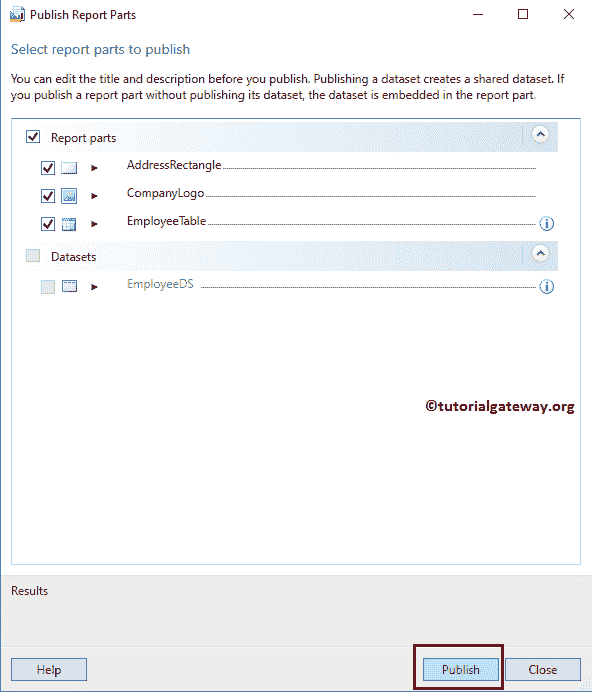 Publish Report Parts
Select report parts to publish
You can edit the title and description before you publish. Publishing a dataset creates a shared dataset. If
you publish a report part without publishing its dataset, the dataset is embedded in the report part.
Report parts
AddressRectangle
CompanyLogo
EmployeeTable
Datasets
EmployeeDS
©tutorialgateway.org
Results
Help
Publish
Close